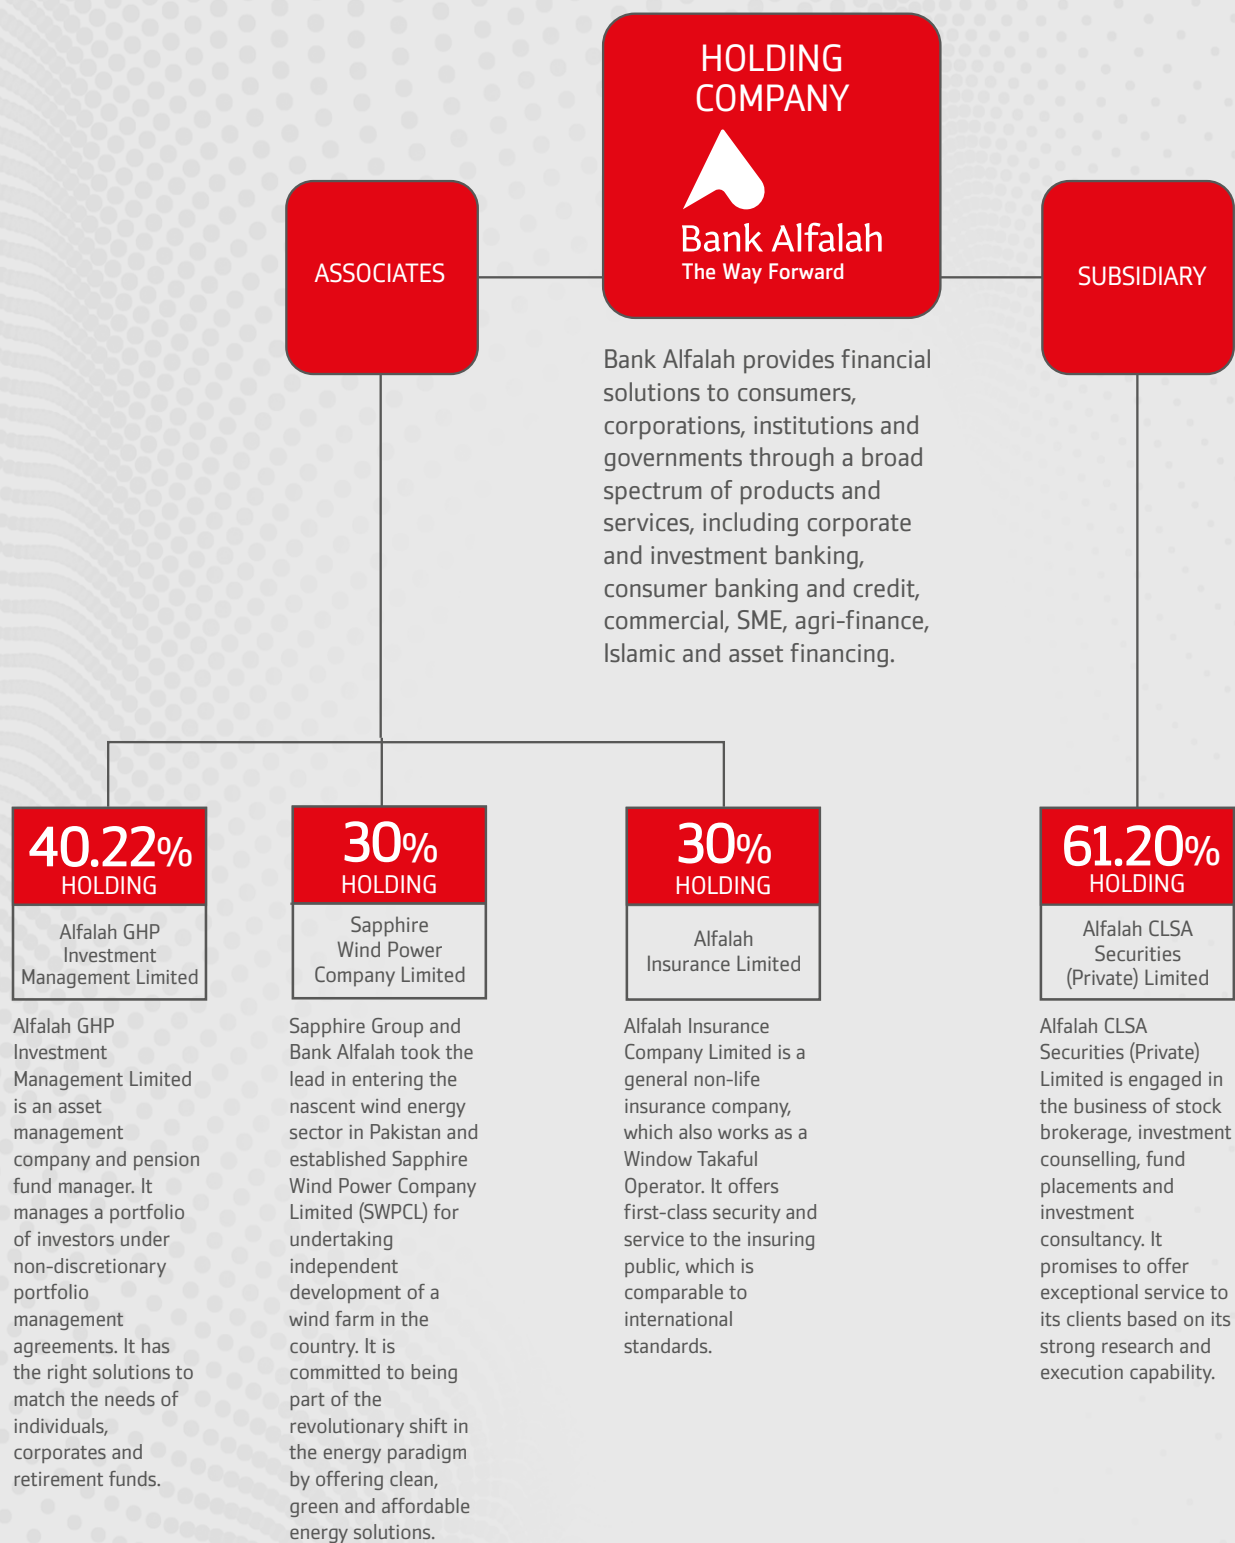 HOLDING
COMPANY
Bank Alfalah
The Way Forward
ASSOCIATES
SUBSIDIARY
Bank Alfalah provides financial
solutions to consumers,
corporations, institutions and
governments through a broad
spectrum of products and
services, including corporate
and investment banking,
consumer banking and credit,
commercial, SME, agri-finance,
Islamic and asset financing.
40.22%
HOLDING
Alfalah GHP
Investment
Management Limited
Alfalah GHP
Investment
Management Limited
is an asset
management
company and pension
fund manager. It
manages a portfolio
of investors under
non-discretionary
portfolio
management
agreements. It has
the right solutions to
match the needs of
individuals,
corporates and
retirement funds.
30%
HOLDING
Sapphire
Wind Power
Company Limited
Sapphire Group and
Bank Alfalah took the
lead in entering the
nascent wind energy
sector in Pakistan and
established Sapphire
Wind Power Company
Limited (SWPCL) for
undertaking
independent
development of a
wind farm in the
country. It is
committed to being
part of the
revolutionary shift in
the energy paradigm
by offering clean,
green and affordable
energy solutions.
30%
HOLDING
Alfalah
Insurance Limited
Alfalah Insurance
Company Limited is a
general non-life
insurance company,
which also works as a
Window Takaful
Operator. It offers
first-class security and
service to the insuring
public, which is
comparable to
international
standards.
61.20%
HOLDING
Alfalah CLSA
Securities
(Private) Limited
Alfalah CLSA
Securities (Private)
Limited is engaged in
the business of stock
brokerage, investment
counselling, fund
placements and
investment
consultancy. It
promises to offer
exceptional service to
its clients based on its
strong research and
execution capability.